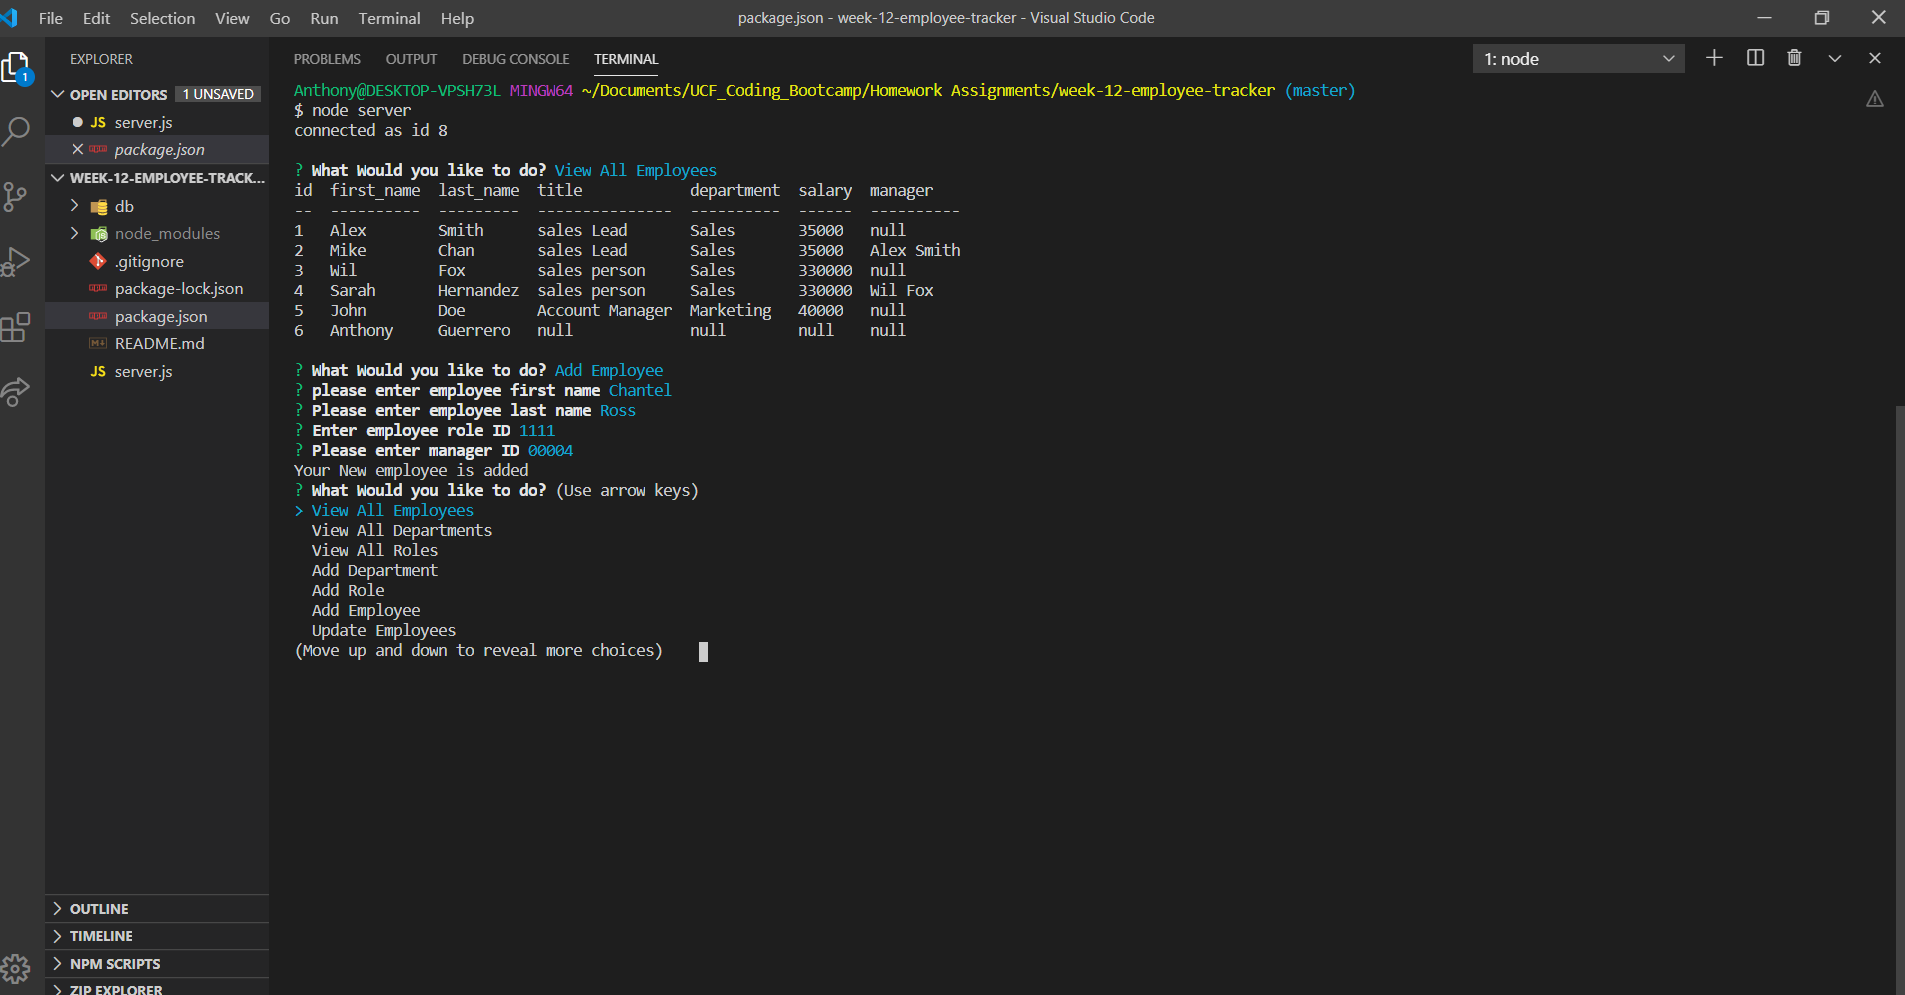 File Edit Selection View Go Run Terminal Help
package.json - week-12-employee-tracker - Visual Studio Code
1
EXPLORER
OPEN EDITORS 1 UNSAVED
JS server.js
package.json
WEEK-12-EMPLOYEE-TRACK...
db
node_modules
.gitignore
package-lock.json
package.json
README.md
JS server.js
OUTLINE
TIMELINE
NPM SCRIPTS
ZIP EXPLORER
PROBLEMS OUTPUT DEBUG CONSOLE TERMINAL
1: node
Anthony@DESKTOP-VPSH73L MINGW64 ~/Documents/UCF_Coding_Bootcamp/Homework Assignments/week-12-employee-tracker (master)
$ node server
connected as id 8
? What Would you like to do? View All Employees
id first_name last_name title department salary manager
-- ---------- --------- --------------- ---------- ------ ----------
1 Alex Smith sales Lead Sales 35000 null
2 Mike Chan sales Lead Sales 35000 Alex Smith
3 Wil Fox sales person Sales 330000 null
4 Sarah Hernandez sales person Sales 330000 Wil Fox
5 John Doe Account Manager Marketing 40000 null
6 Anthony Guerrero null null null null
? What Would you like to do? Add Employee
? please enter employee first name Chantel
? Please enter employee last name Ross
? Enter employee role ID 1111
? Please enter manager ID 00004
Your New employee is added
? What Would you like to do? (Use arrow keys)
> View All Employees
View All Departments
View All Roles
Add Department
Add Role
Add Employee
Update Employees
(Move up and down to reveal more choices)